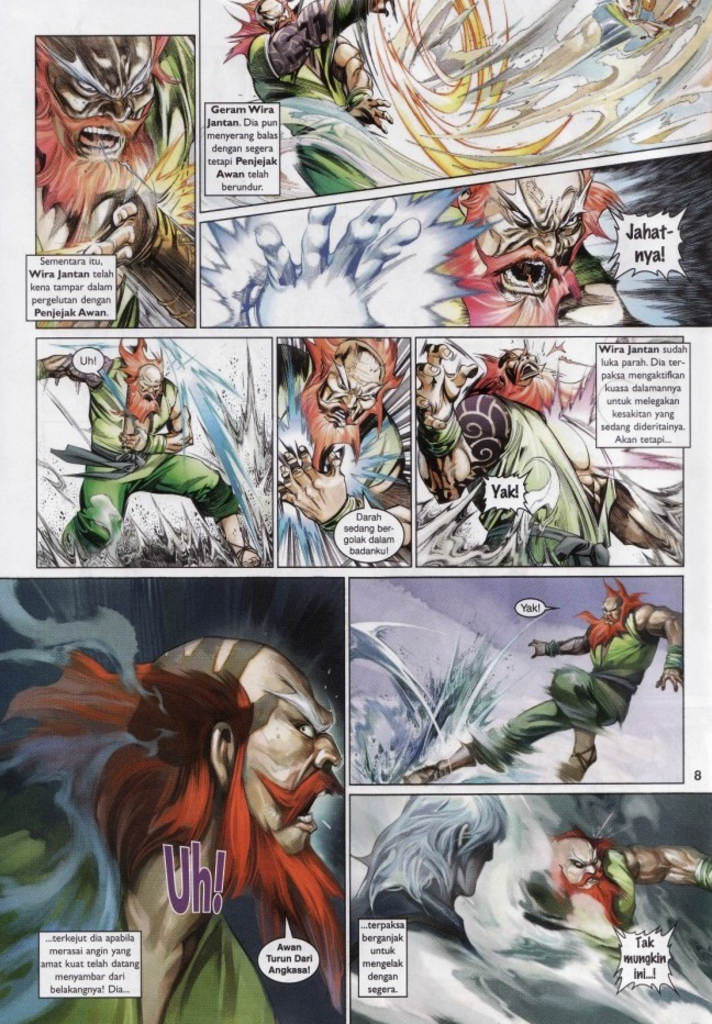 Sementara itu,
Wira Jantan telah
kena tampar dalam
pergelutan dengan
Penjejak Awan.
Geram Wira
Jantan. Dia pun
menyerang balas
dengan segera
tetapi Penjejak
Awan telah
berundur.
Jahat-
nya!
Uh!
Darah
sedang ber-
golak dalam
badanku!
Wira Jantan sudah
luka parah. Dia ter-
paksa mengaktifkan
kuasa dalamannya
untuk melegakan
kesakitan yang
sedang dideritainya.
Akan tetapi...
Yak!
Uh!
...terkejut dia apabila
merasai angin yang
amat kuat telah datang
menyambar dari
belakangnya! Dia...
Awan
Turun Dari
Angkasa!
Yak!
8
...terpaksa
berganjak
untuk
mengelak
dengan
segera.
Tak
mungkin
ini...!